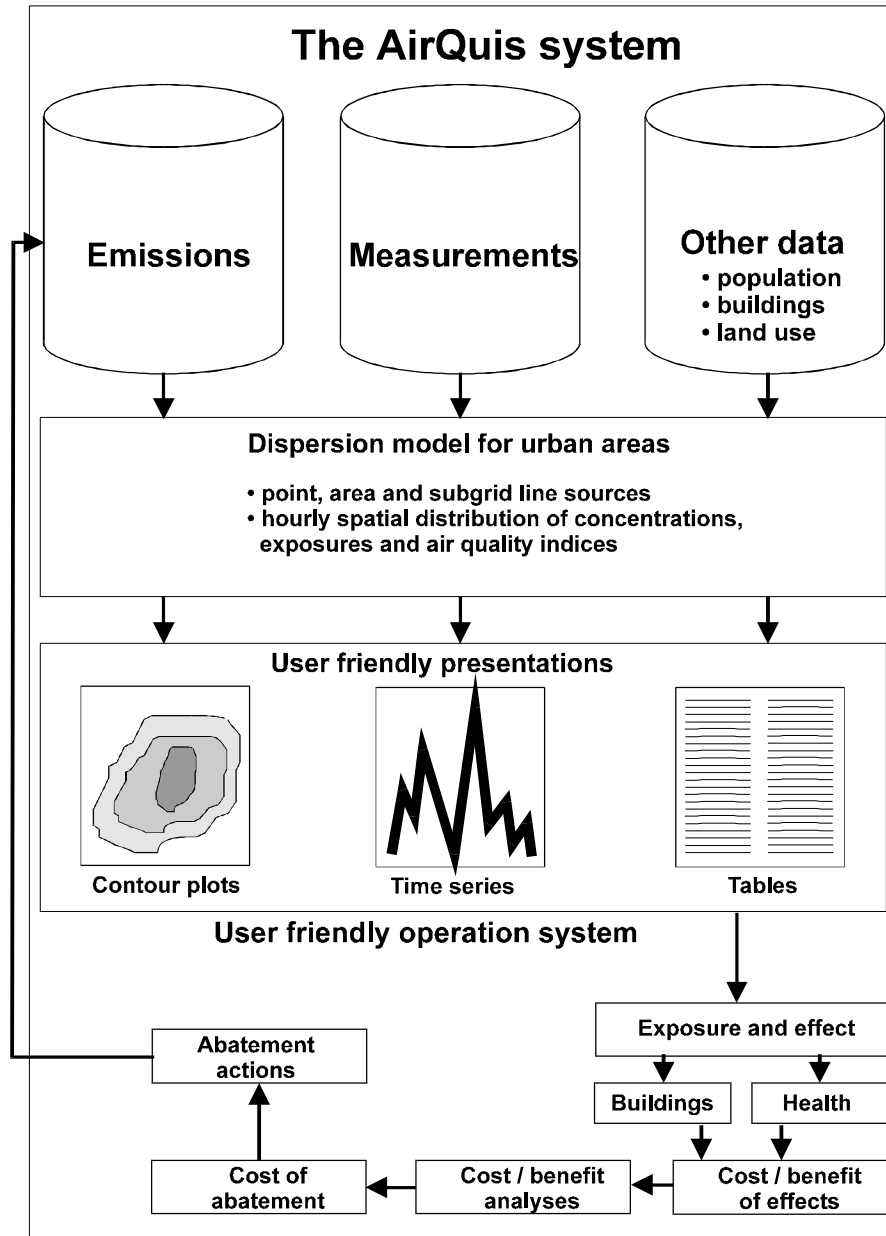 The AirQuis system
Emissions
Measurements
Other data
• population
• buildings
• land use
Dispersion model for urban areas
• point, area and subgrid line sources
• hourly spatial distribution of concentrations,
exposures and air quality indices
User friendly presentations
Contour plots
Time series
Tables
User friendly operation system
Exposure and effect
Abatement
actions
Buildings
Health
Cost of
abatement
Cost / benefit
analyses
Cost / benefit
of effects